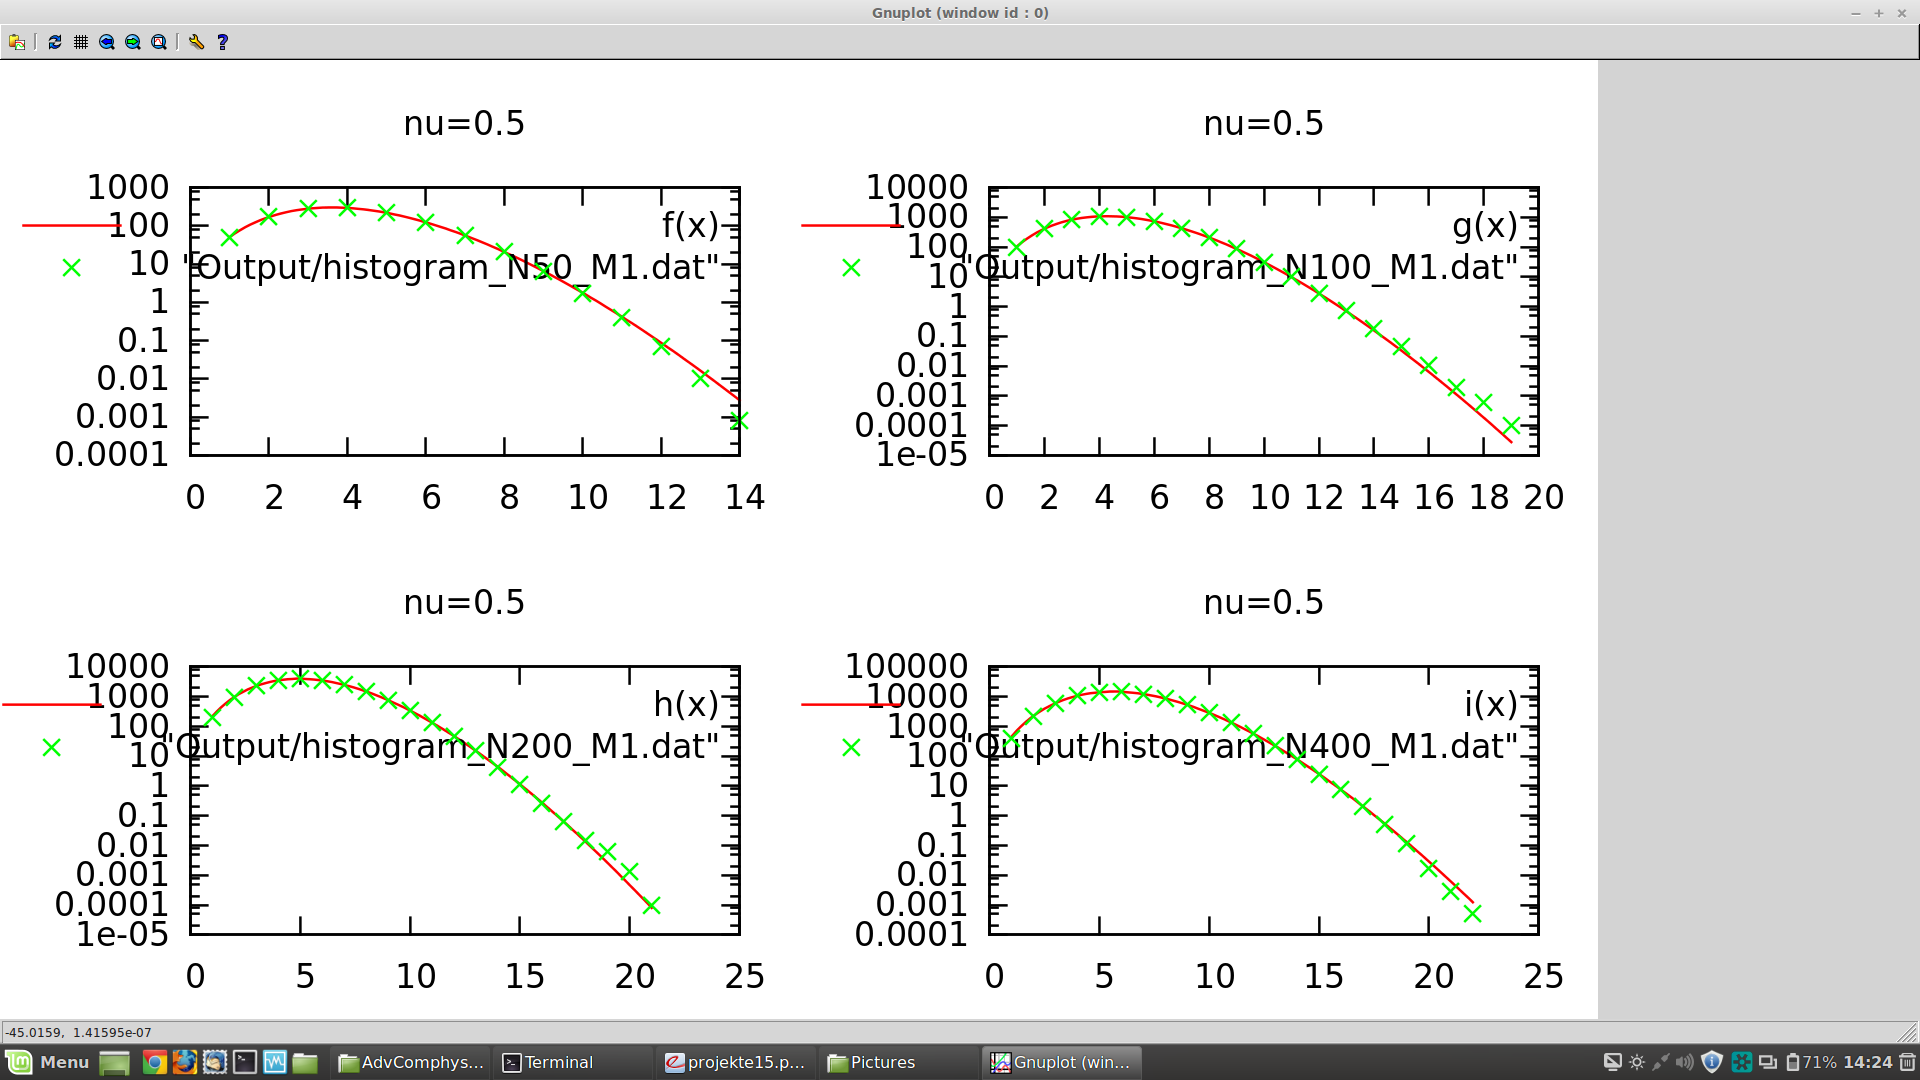 Gnuplot (window id : 0)
nu=0.5
1000
100
10
1
0.1
0.01
0.001
0.0001
f(x)
"Output/histogram_N50_M1.dat"
0 2 4 6 8 10 12 14
nu=0.5
10000
1000
100
10
1
0.1
0.01
0.001
0.0001
1e-05
g(x)
"Output/histogram_N100_M1.dat"
0 2 4 6 8 10 12 14 16 18 20
nu=0.5
10000
1000
100
10
1
0.1
0.01
0.001
0.0001
1e-05
h(x)
"Output/histogram_N200_M1.dat"
0 5 10 15 20 25
nu=0.5
100000
10000
1000
100
10
1
0.1
0.01
0.001
0.0001
i(x)
"Output/histogram_N400_M1.dat"
0 5 10 15 20 25
-45.0159, 1.41595e-07
Menu AdvComphys... Terminal projekte15.p... Pictures Gnuplot (win... 71% 14:24